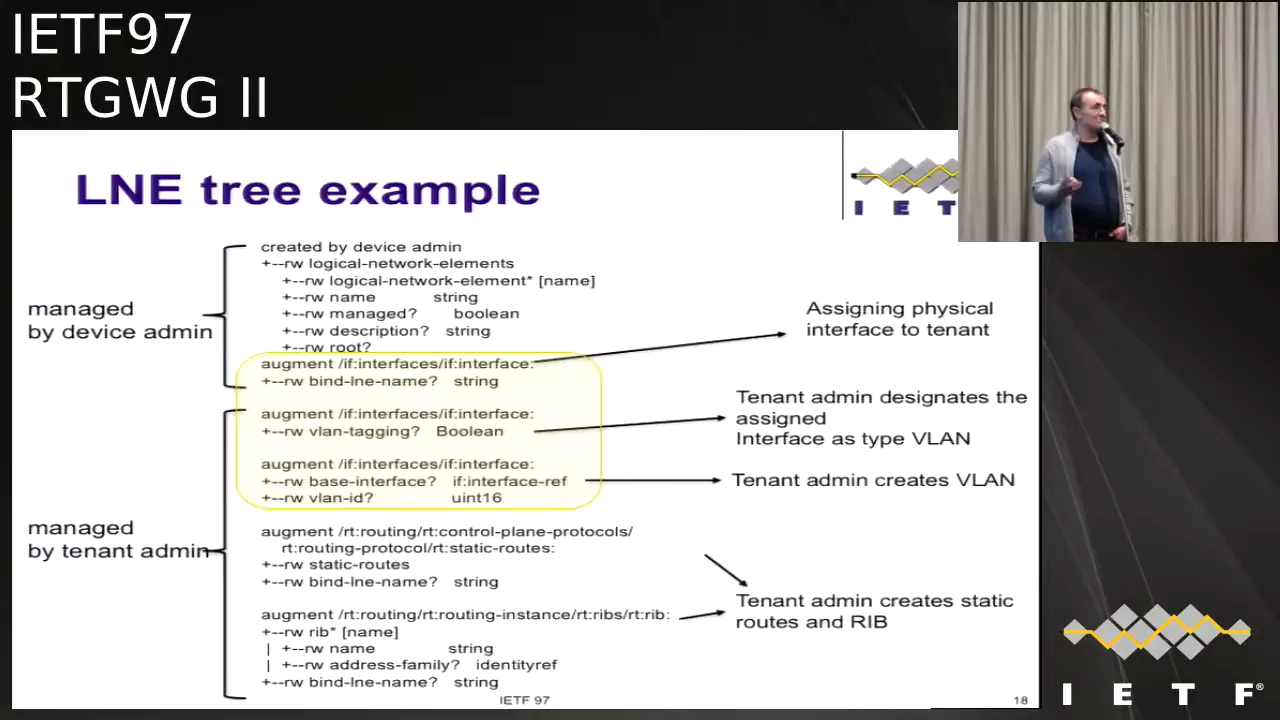 IETF97
RTGWG II
LNE tree example
I E T
created by device admin
+--rw logical-network-elements
+--rw logical-network-element* [name]
+--rw name string
+--rw managed? boolean
+--rw description? string
+--rw root?
augment /if:interfaces/if:interface:
+--rw bind-lne-name? string
augment /if:interfaces/if:interface:
+--rw vlan-tagging? Boolean
augment /if:interfaces/if:interface:
+--rw base-interface? if:interface-ref
+--rw vlan-id? uint16
augment /rt:routing/rt:control-plane-protocols/
rt:routing-protocol/rt:static-routes:
+--rw static-routes
+--rw bind-lne-name? string
augment /rt:routing/rt:routing-instance/rt:ribs/rt:rib:
+--rw rib* [name]
| +--rw name string
| +--rw address-family? identityref
+--rw bind-lne-name? string
managed
by device admin
managed
by tenant admin
Assigning physical
interface to tenant
Tenant admin designates the
assigned
Interface as type VLAN
Tenant admin creates VLAN
Tenant admin creates static
routes and RIB
IETF 97
18
I E T F®